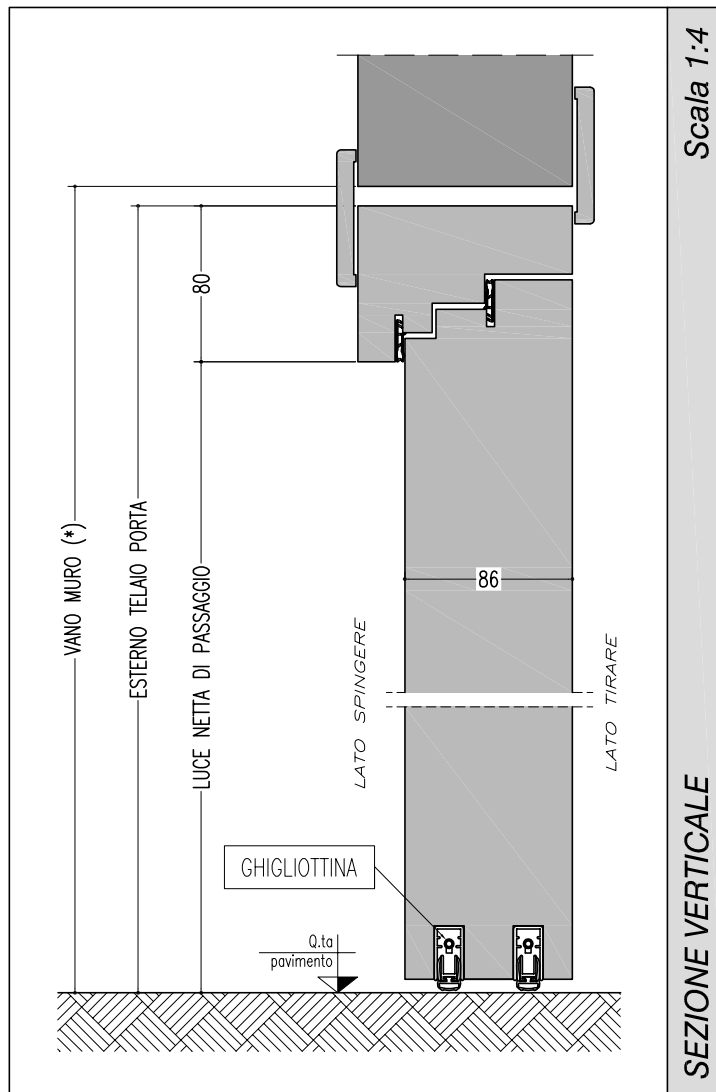 Scala 1:4
SEZIONE VERTICALE
80
VANO MURO (*)
ESTERNO TELAIO PORTA
LUCE NETTA DI PASSAGGIO
86
LATO SPINGERE
LATO TIRARE
GHIGLIOTTINA
Q.ta
pavimento